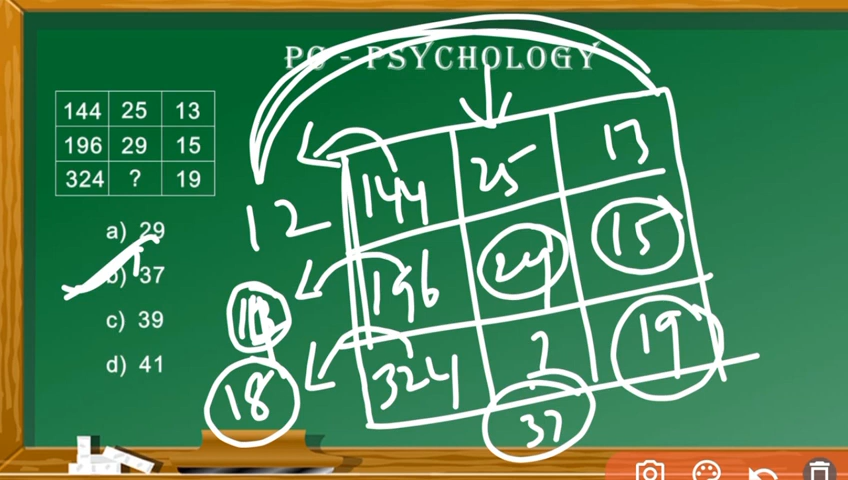 PC - PSYCHOLOGY
144 25 13
196 29 15
324 ? 19
a) 29
b) 37
c) 39
d) 41
12 144 25 13
196 29 15
18 324 ? 19
37